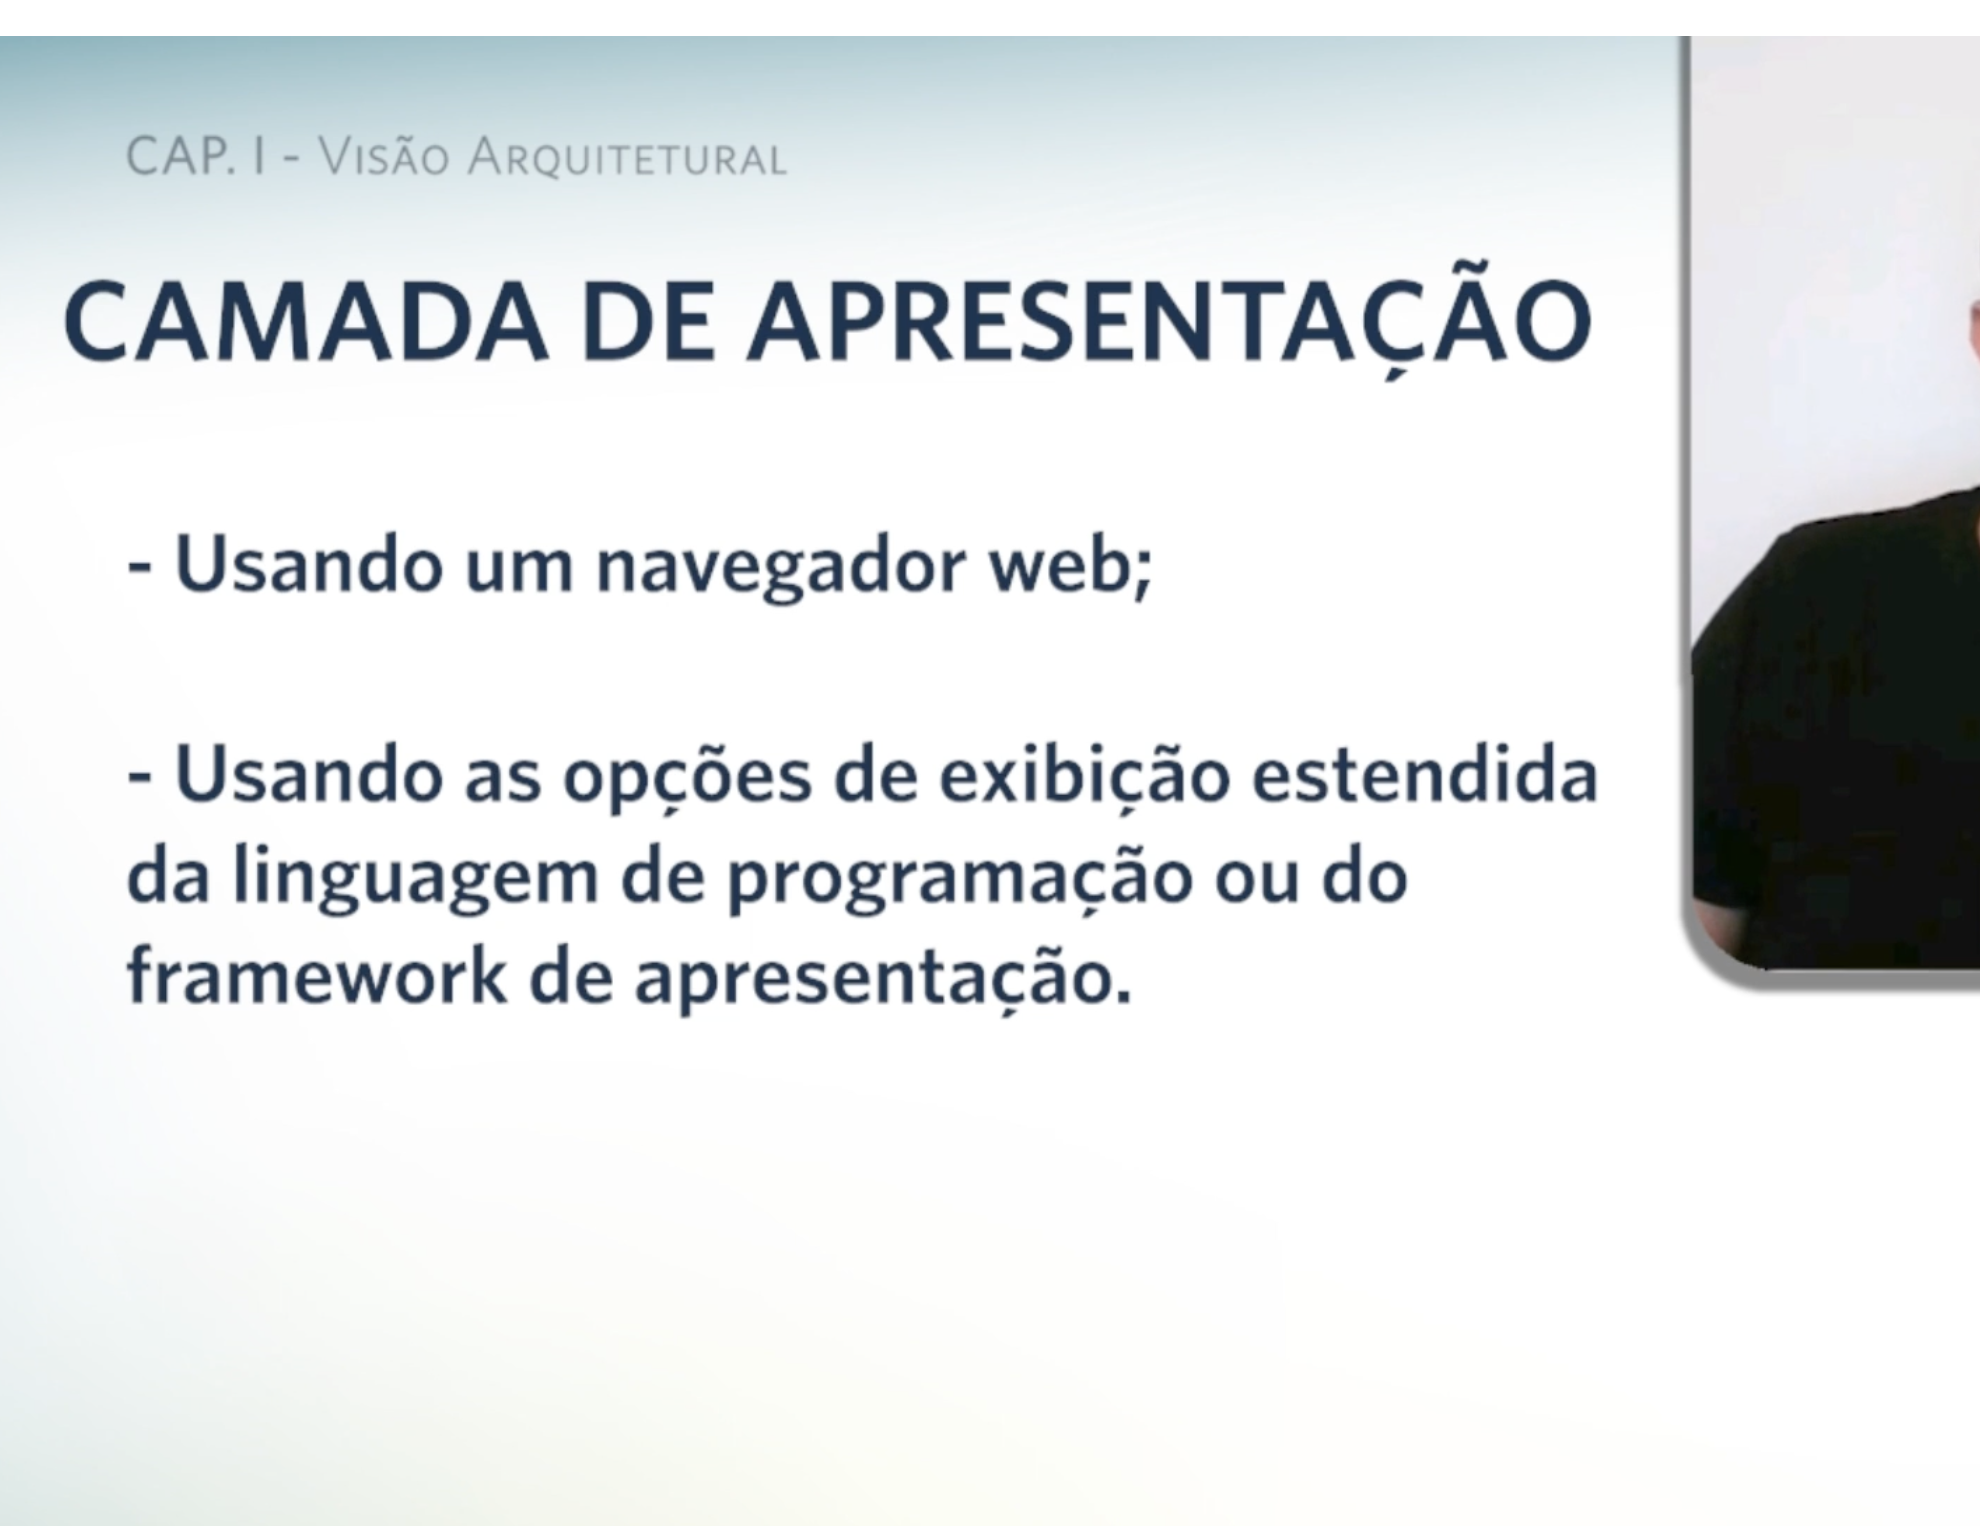 CAP. I - Visão Arquitetural
CAMADA DE APRESENTAÇÃO
- Usando um navegador web;
- Usando as opções de exibição estendida
da linguagem de programação ou do
framework de apresentação.